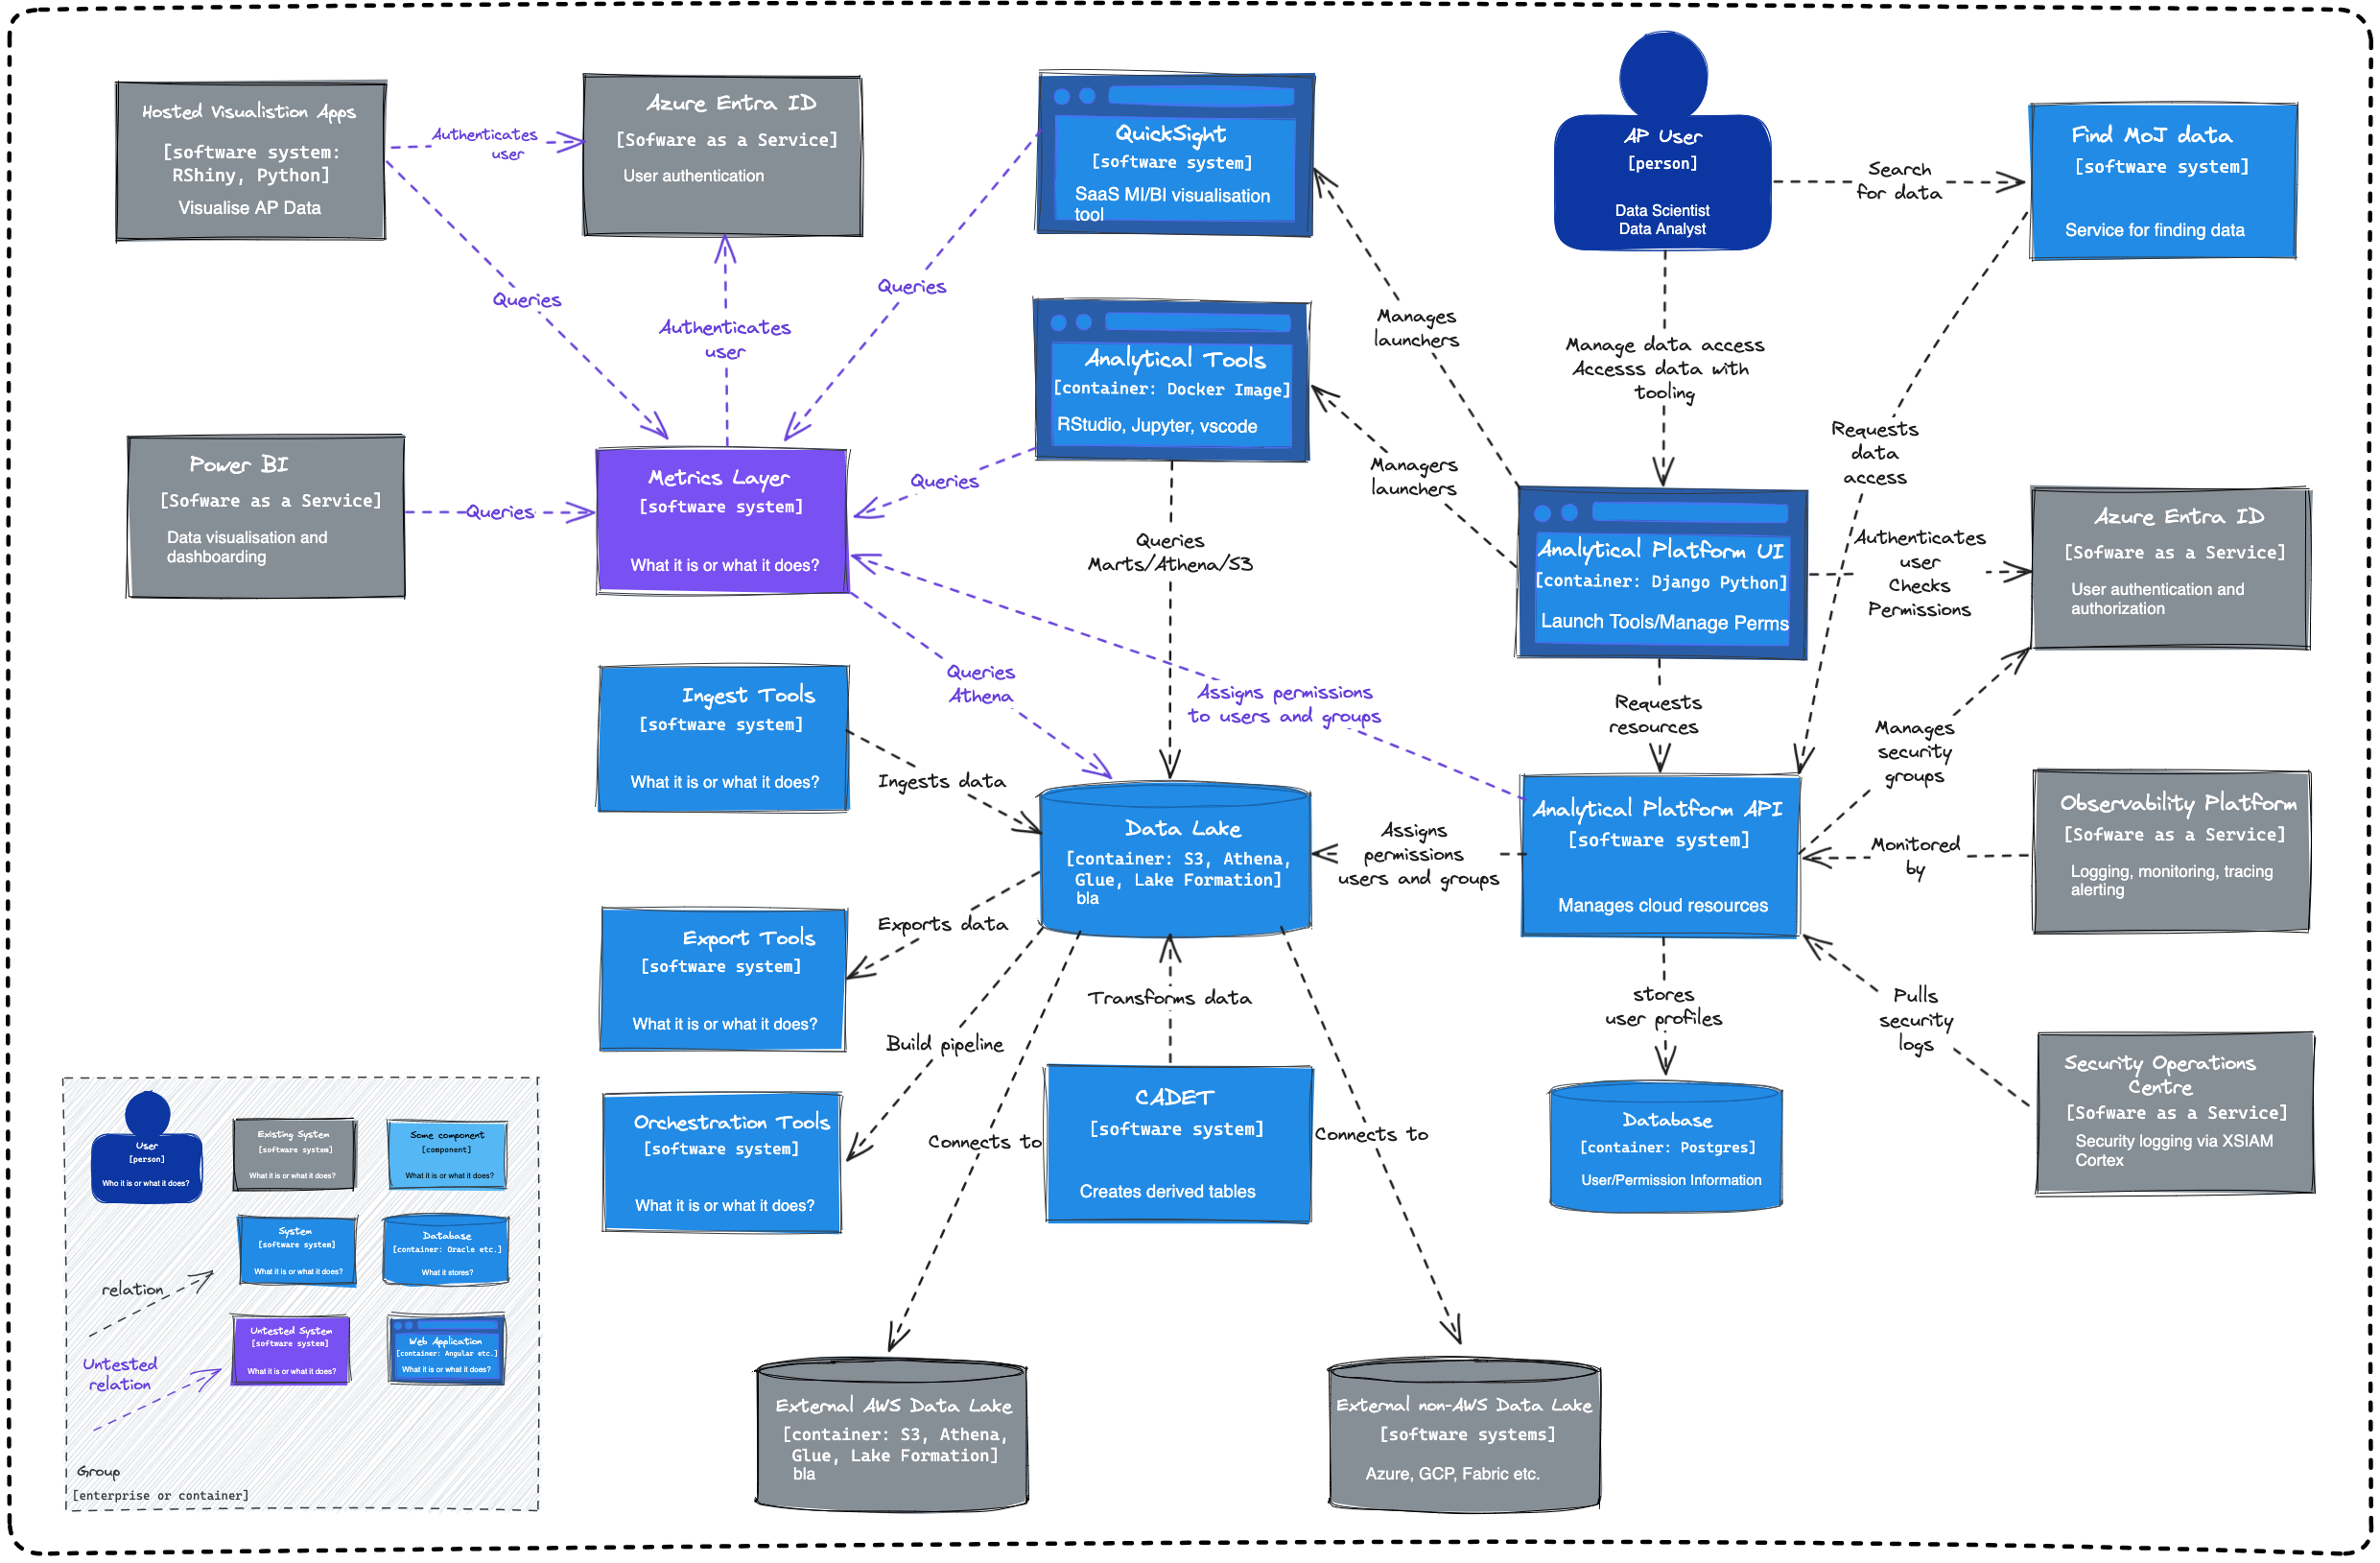 Hosted Visualistion Apps
[software system:
RShiny, Python]
Visualise AP Data
Authenticates
user
Azure Entra ID
[Sofware as a Service]
User authentication
QuickSight
[software system]
SaaS MI/BI visualisation
tool
AP User
[person]
Data Scientist
Data Analyst
Search
for data
Find MoJ data
[software system]
Service for finding data
Queries
Authenticates
user
Queries
Analytical Tools
[container: Docker Image]
RStudio, Jupyter, vscode
Manages
launchers
Manage data access
Accesss data with
tooling
Requests
data
access
Power BI
[Sofware as a Service]
Data visualisation and
dashboarding
Queries
Metrics Layer
[software system]
What it is or what it does?
Queries
Managers
launchers
Queries
Marts/Athena/S3
Analytical Platform UI
[container: Django Python]
Launch Tools/Manage Perms
Authenticates
user
Checks
Permissions
Azure Entra ID
[Sofware as a Service]
User authentication and
authorization
Queries
Athena
Assigns permissions
to users and groups
Requests
resources
Manages
security
groups
Ingest Tools
[software system]
What it is or what it does?
Ingests data
Data Lake
[container: S3, Athena,
Glue, Lake Formation]
bla
Assigns
permissions
users and groups
Analytical Platform API
[software system]
Manages cloud resources
Monitored
by
Observability Platform
[Sofware as a Service]
Logging, monitoring, tracing
alerting
Export Tools
[software system]
What it is or what it does?
Exports data
Build pipeline
Transforms data
stores
user profiles
Pulls
security
logs
Orchestration Tools
[software system]
What it is or what it does?
Connects to
CADET
[software system]
Creates derived tables
Connects to
Database
[container: Postgres]
User/Permission Information
Security Operations
Centre
[Sofware as a Service]
Security logging via XSIAM
Cortex
External AWS Data Lake
[container: S3, Athena,
Glue, Lake Formation]
bla
External non-AWS Data Lake
[software systems]
Azure, GCP, Fabric etc.
User
[person]
Who it is or what it does?
Existing System
[software system]
What it is or what it does?
Some component
[component]
What it is or what it does?
System
[software system]
What it is or what it does?
Database
[container: Oracle etc.]
What it stores?
relation
Untested System
[software system]
What it is or what it does?
Web Application
[container: Angular etc.]
What it is or what it does?
Untested
relation
Group
[enterprise or container]